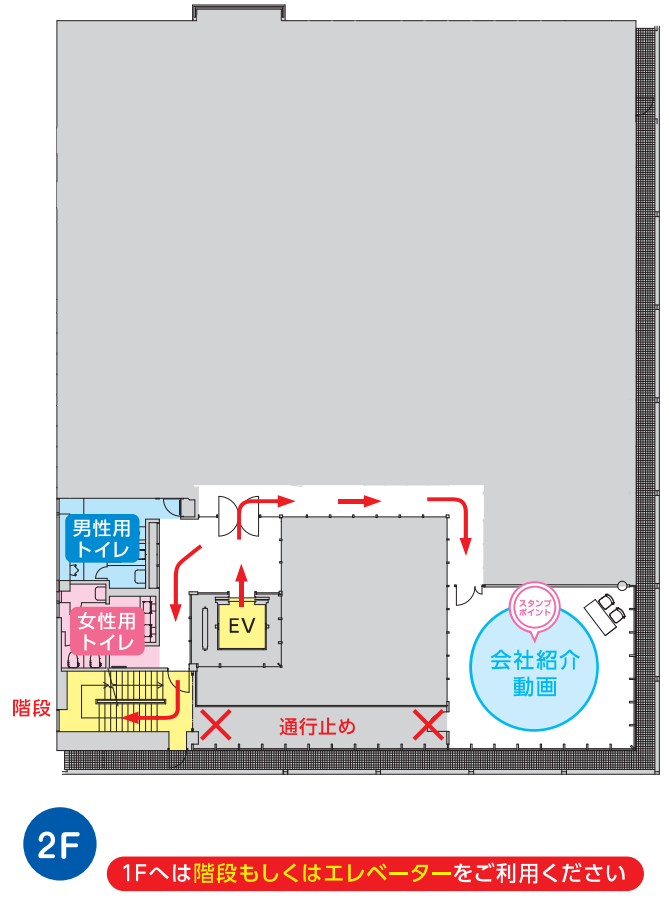 男性用
トイレ
女性用
トイレ
EV
スタンプ
ポイント
会社紹介
動画
階段
通行止め
2F
1Fへは階段もしくはエレベーターをご利用ください